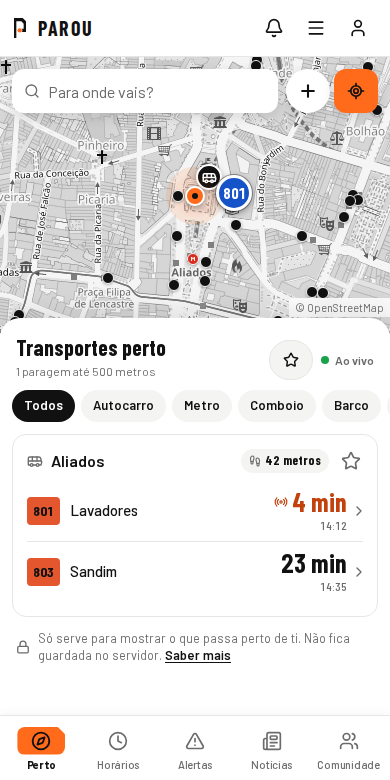 PAROU
Para onde vais?
Bolhão
Pinheiro
Rua da Conceição
Picaria
Rua do Bonjardim
Rua de José Falcão
Rua da Picaria
801
M
Aliados
Praça Filipa
de Lencastre
© OpenStreetMap
Transportes perto
1 paragem até 500 metros
Ao vivo
Todos
Autocarro
Metro
Comboio
Barco
Aliados
42 metros
801
Lavadores
4 min
14:12
803
Sandim
23 min
14:35
Só serve para mostrar o que passa perto de ti. Não fica
guardada no servidor. Saber mais
Perto
Horários
Alertas
Notícias
Comunidade